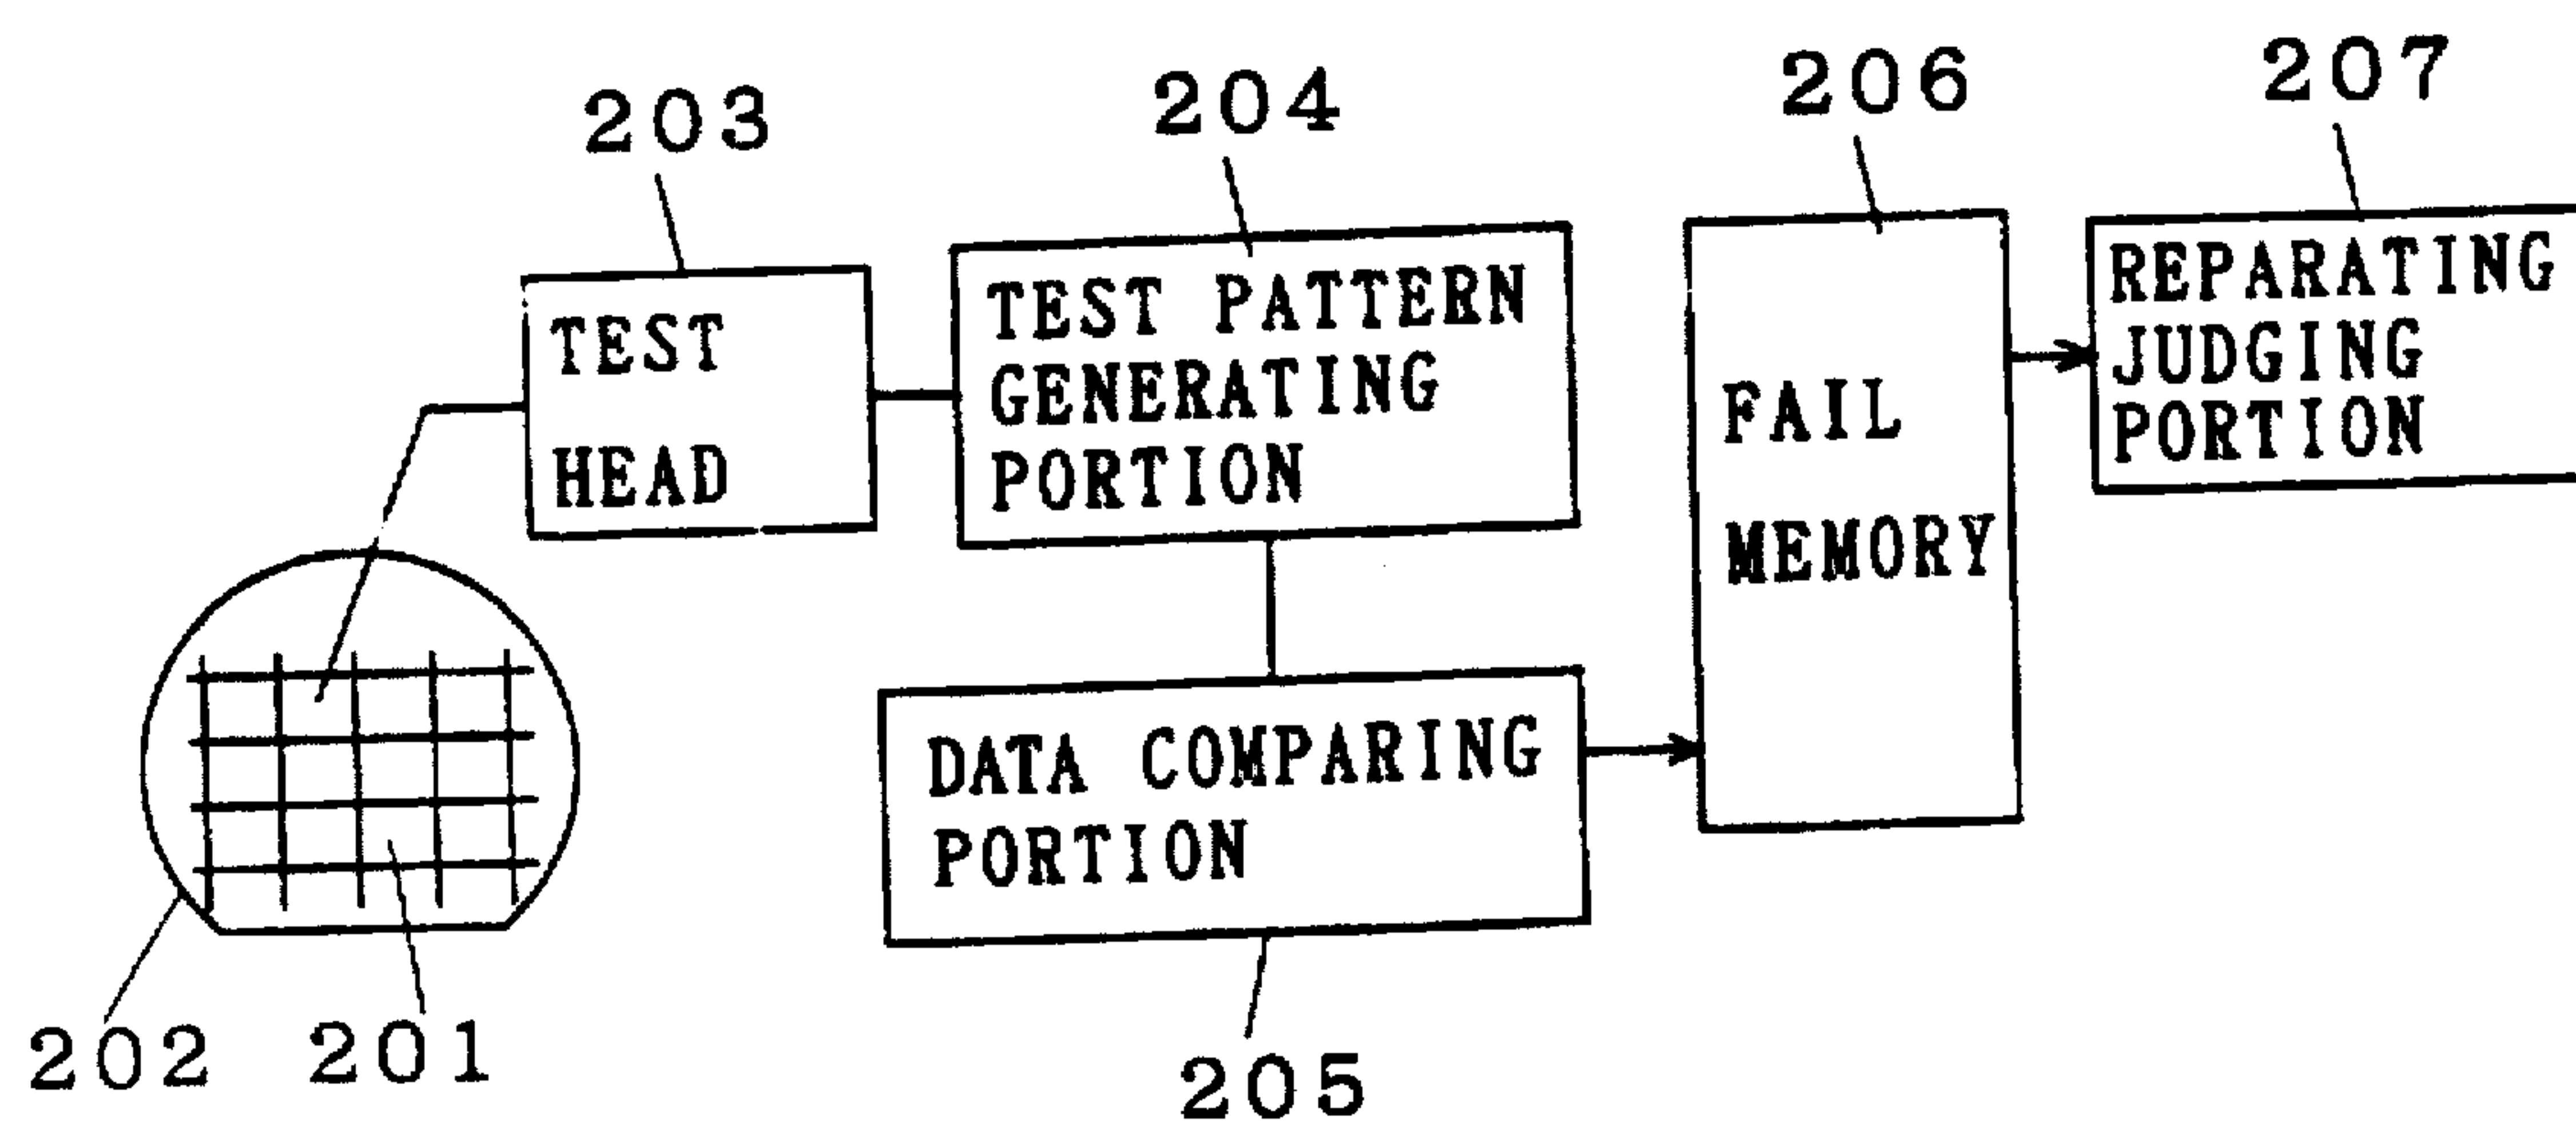 203
204
206
207
TEST
HEAD
TEST PATTERN
GENERATING
PORTION
FAIL
MEMORY
REPARATING
JUDGING
PORTION
DATA COMPARING
PORTION
202
201
205